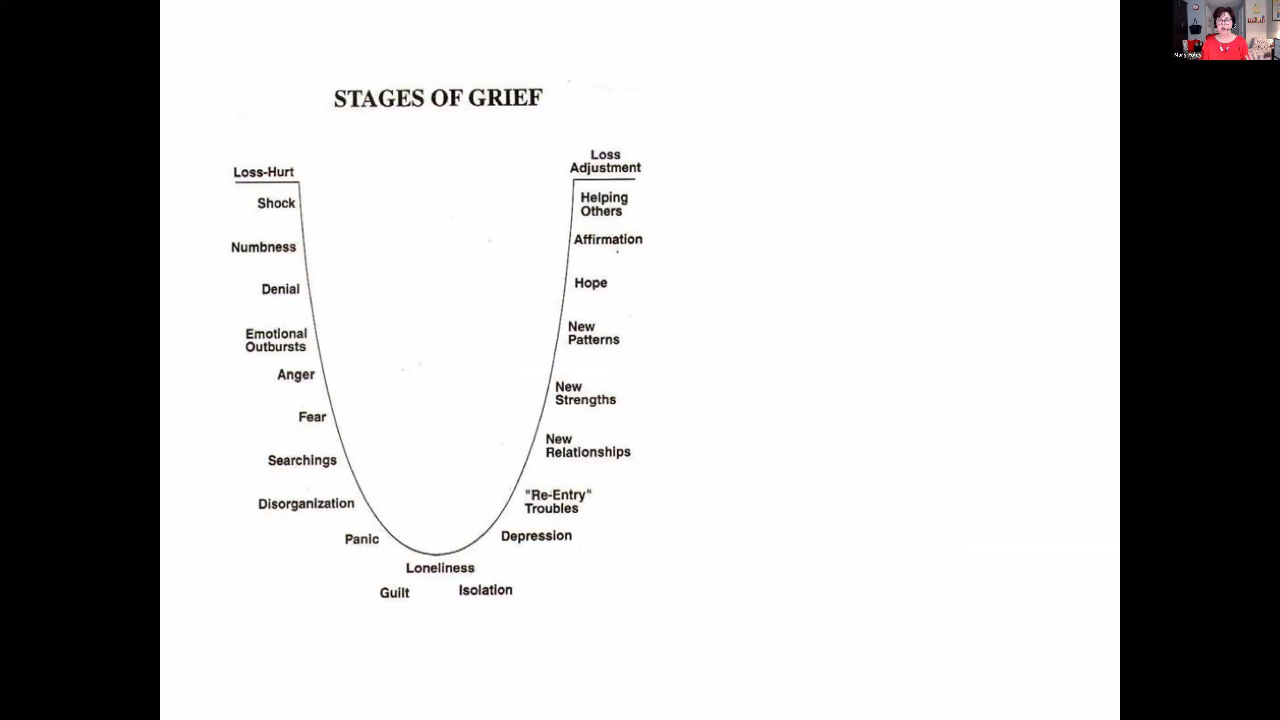 STAGES OF GRIEF
Loss-Hurt
Shock
Numbness
Denial
Emotional
Outbursts
Anger
Fear
Searchings
Disorganization
Panic
Loneliness
Guilt
Isolation
Depression
"Re-Entry"
Troubles
New
Relationships
New
Strengths
New
Patterns
Hope
Affirmation
Helping
Others
Loss
Adjustment